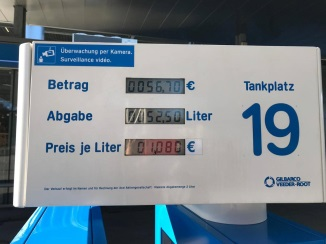 Überwachung per Kamera.
Surveillance vidéo.
Betrag 0056,70 €
Abgabe 52.50 Liter
Preis je Liter 01,080 €
Tankplatz
19
GILBARCO
VEEDER-ROOT